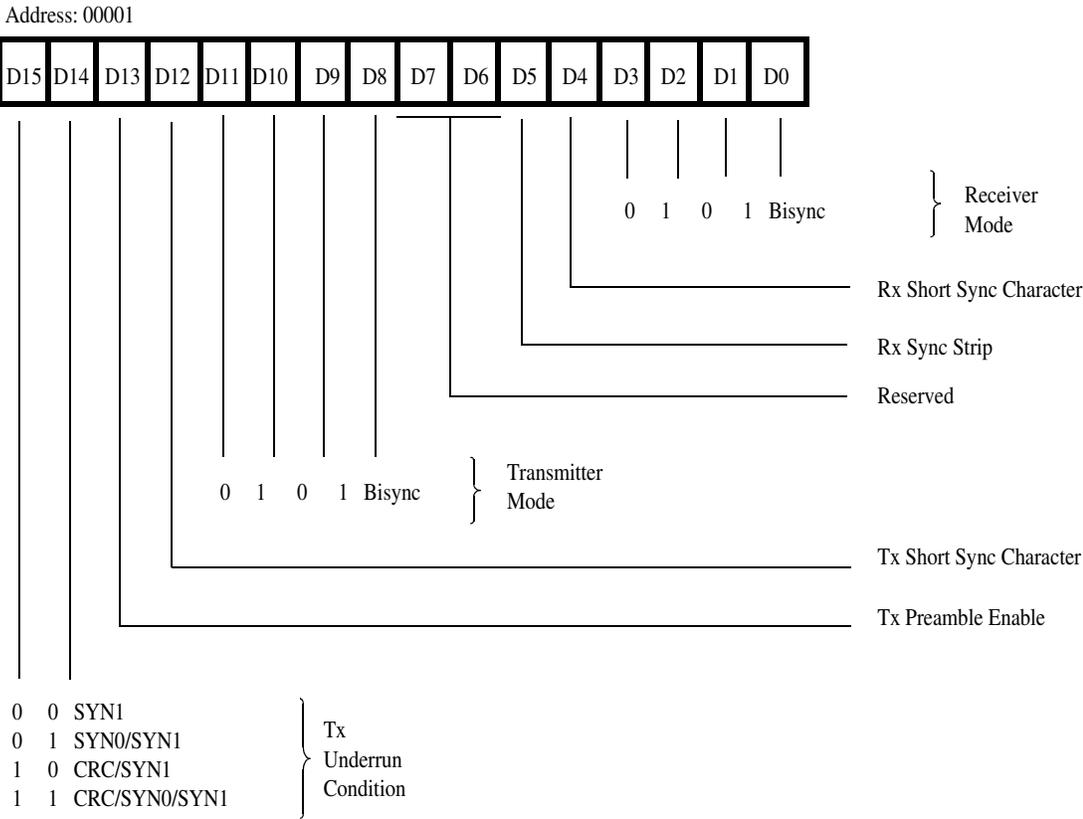 Address: 00001
D15 D14 D13 D12 D11 D10 D9 D8 D7 D6 D5 D4 D3 D2 D1 D0
0 1 0 1 Bisync
Receiver
Mode
Rx Short Sync Character
Rx Sync Strip
Reserved
0 1 0 1 Bisync
Transmitter
Mode
Tx Short Sync Character
Tx Preamble Enable
0 0 SYN1
0 1 SYN0/SYN1
1 0 CRC/SYN1
1 1 CRC/SYN0/SYN1
Tx
Underrun
Condition